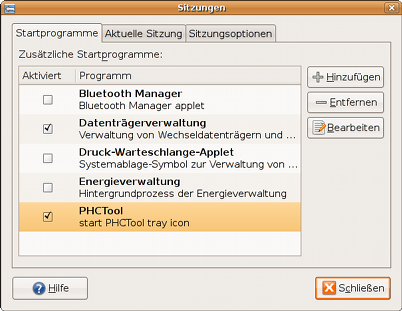 Sitzungen
Startprogramme Aktuelle Sitzung Sitzungsoptionen
Zusätzliche Startprogramme:
Aktiviert Programm
Bluetooth Manager
Bluetooth Manager applet
Datenträgerverwaltung
Verwaltung von Wechseldatenträgern und ...
Druck-Warteschlange-Applet
Systemablage-Symbol zur Verwaltung von ...
Energieverwaltung
Hintergrundprozess der Energieverwaltung
PHCTool
start PHCTool tray icon
Hinzufügen
Entfernen
Bearbeiten
Hilfe
Schließen